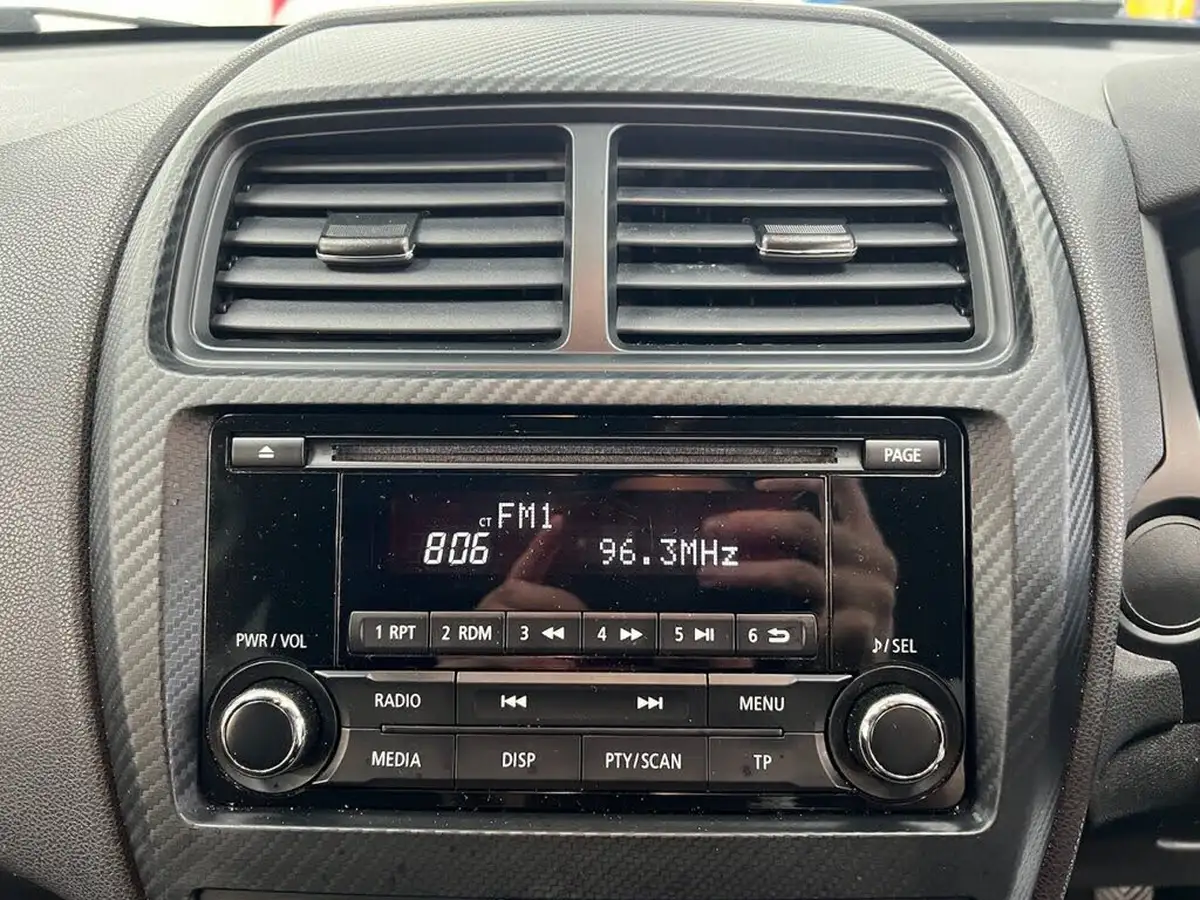 PAGE
CT FM1
806 96.3MHz
1 RPT 2 RDM 3 4 5 6
PWR / VOL
♪/ SEL
RADIO MENU
MEDIA DISP PTY/SCAN TP